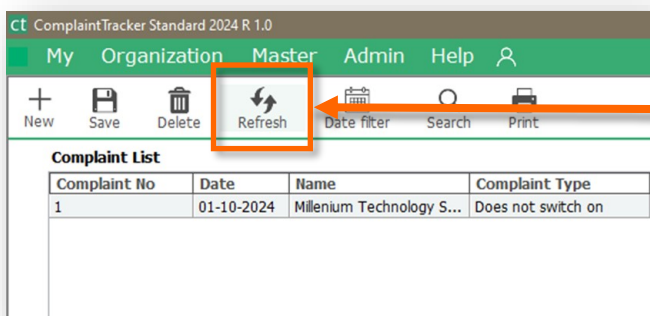 ct ComplaintTracker Standard 2024 R 1.0
My Organization Master Admin Help
New Save Delete Refresh Date filter Search Print
Complaint List
Complaint No Date Name Complaint Type
1 01-10-2024 Millenium Technology S... Does not switch on